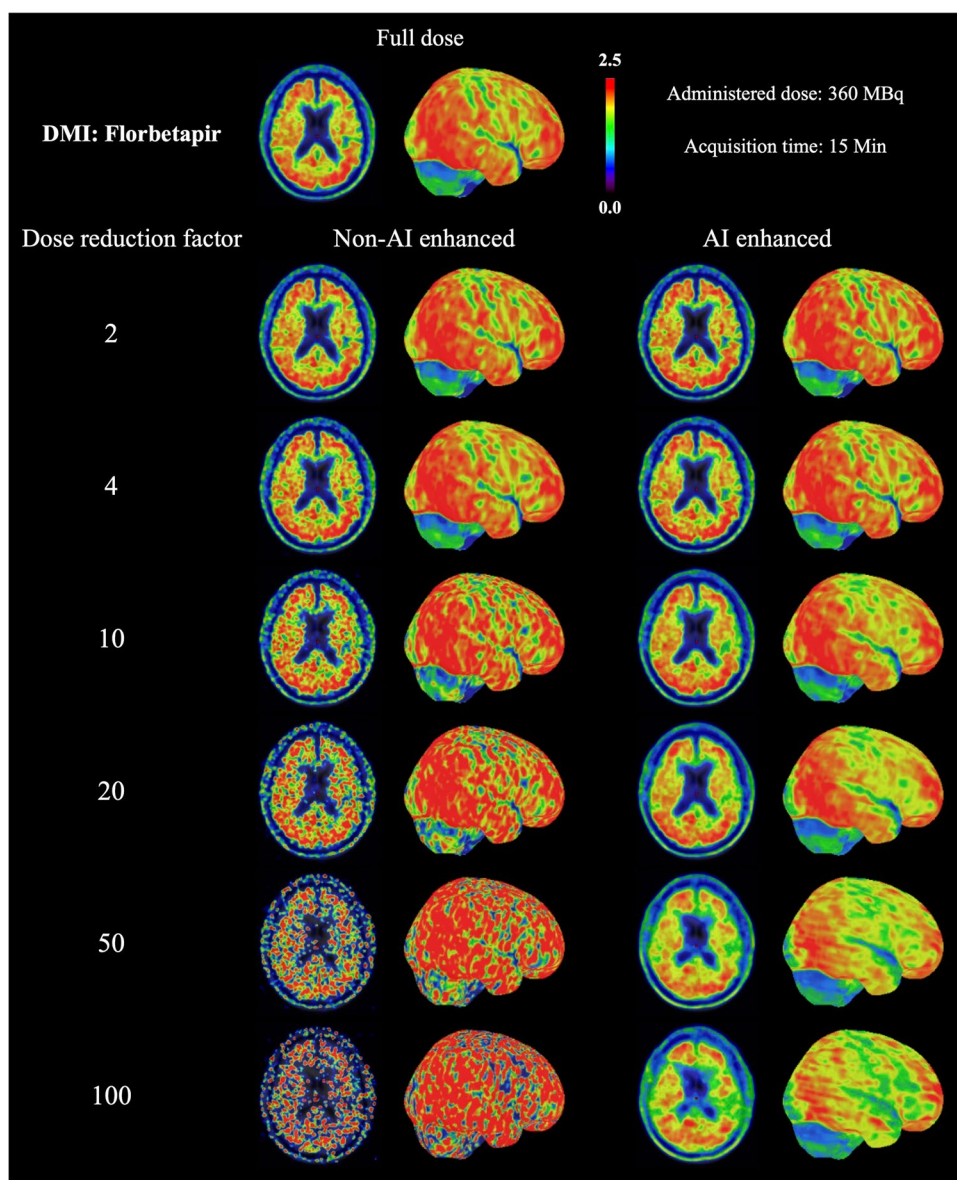 Full dose
2.5
DMI: Florbetapir
Administered dose: 360 MBq
Acquisition time: 15 Min
0.0
Dose reduction factor
Non-AI enhanced
AI enhanced
2
4
10
20
50
100